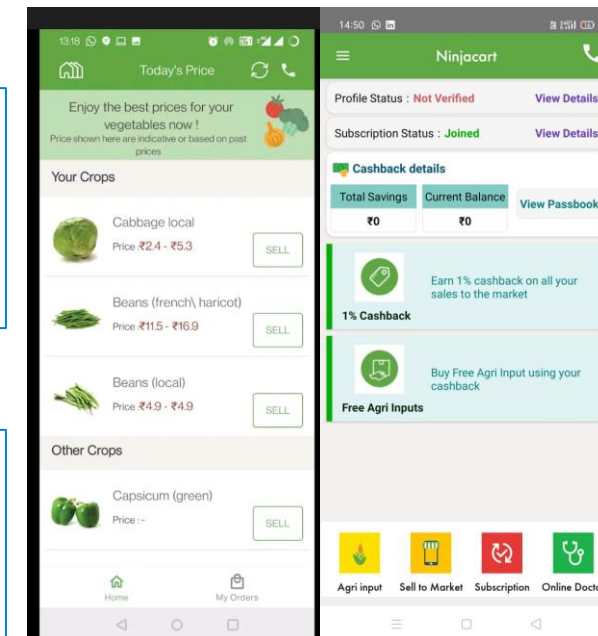 13:18
Today's Price
Enjoy the best prices for your
vegetables now !
Price shown here are indicative or based on past
prices
Your Crops
Cabbage local
Price :₹2.4 - ₹5.3
SELL
Beans (french\ haricot)
Price :₹11.5 - ₹16.9
SELL
Beans (local)
Price :₹4.9 - ₹4.9
SELL
Other Crops
Capsicum (green)
Price : -
SELL
Home
My Orders
14:50
Ninjacart
Profile Status : Not Verified
View Details
Subscription Status : Joined
View Details
Cashback details
Total Savings
Current Balance
View Passbook
₹0
₹0
Earn 1% cashback on all your
sales to the market
1% Cashback
Buy Free Agri Input using your
cashback
Free Agri Inputs
Agri input
Sell to Market
Subscription
Online Docto